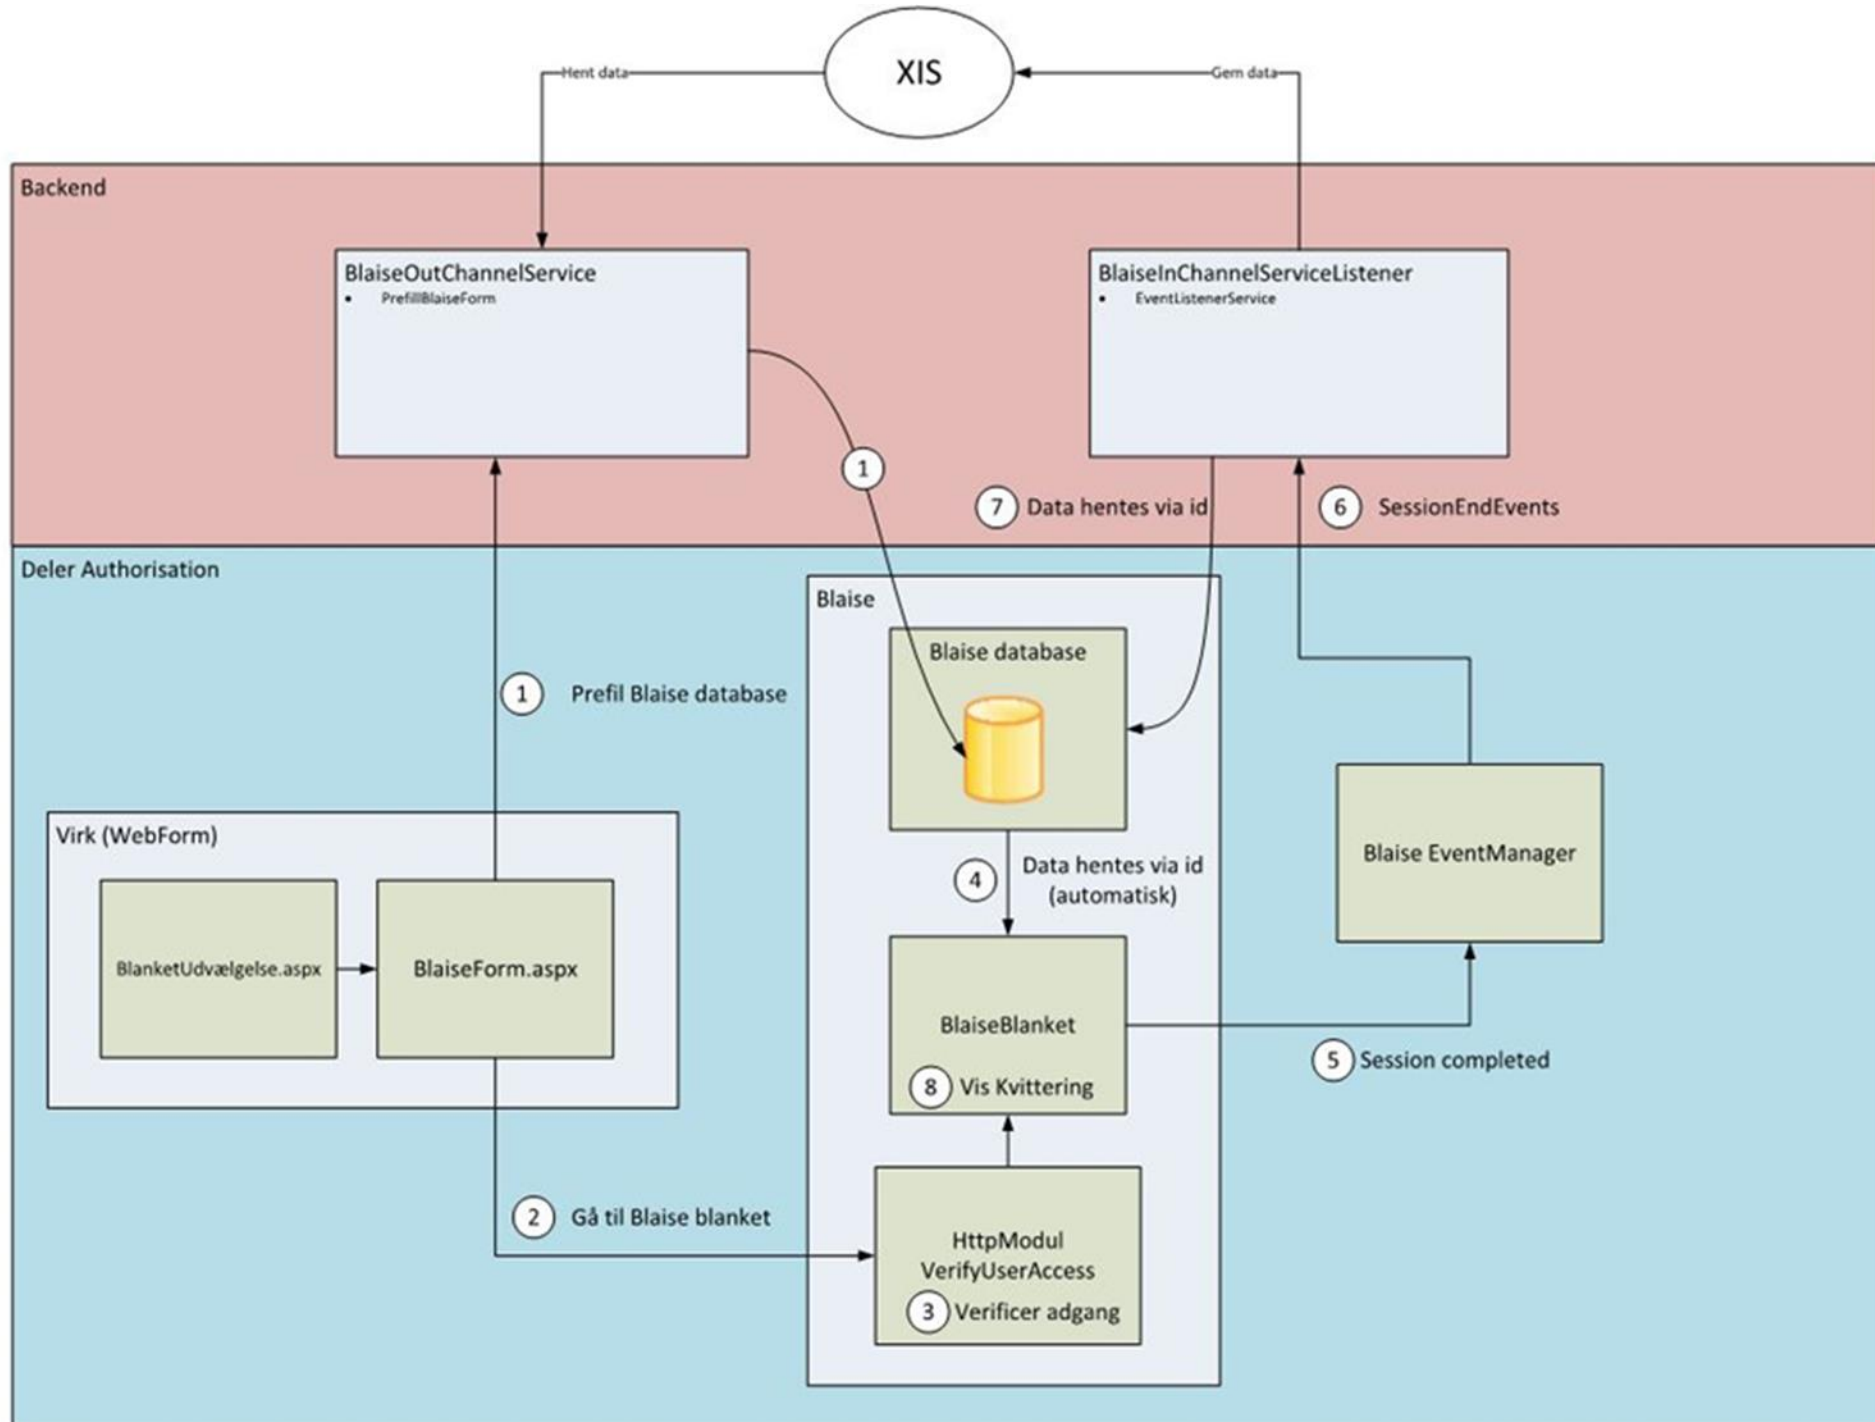 XIS
Hent data
Gem data
Backend
BlaiseOutChannelService
• PrefillBlaiseForm
BlaiseInChannelServiceListener
• EventListenerService
1
7 Data hentes via id
6 SessionEndEvents
Deler Authorisation
Blaise
Blaise database
1 Prefil Blaise database
Virk (WebForm)
BlanketUdvælgelse.aspx
BlaiseForm.aspx
4 Data hentes via id
(automatisk)
Blaise EventManager
BlaiseBlanket
8 Vis Kvittering
5 Session completed
2 Gå til Blaise blanket
HttpModul
VerifyUserAccess
3 Verificer adgang